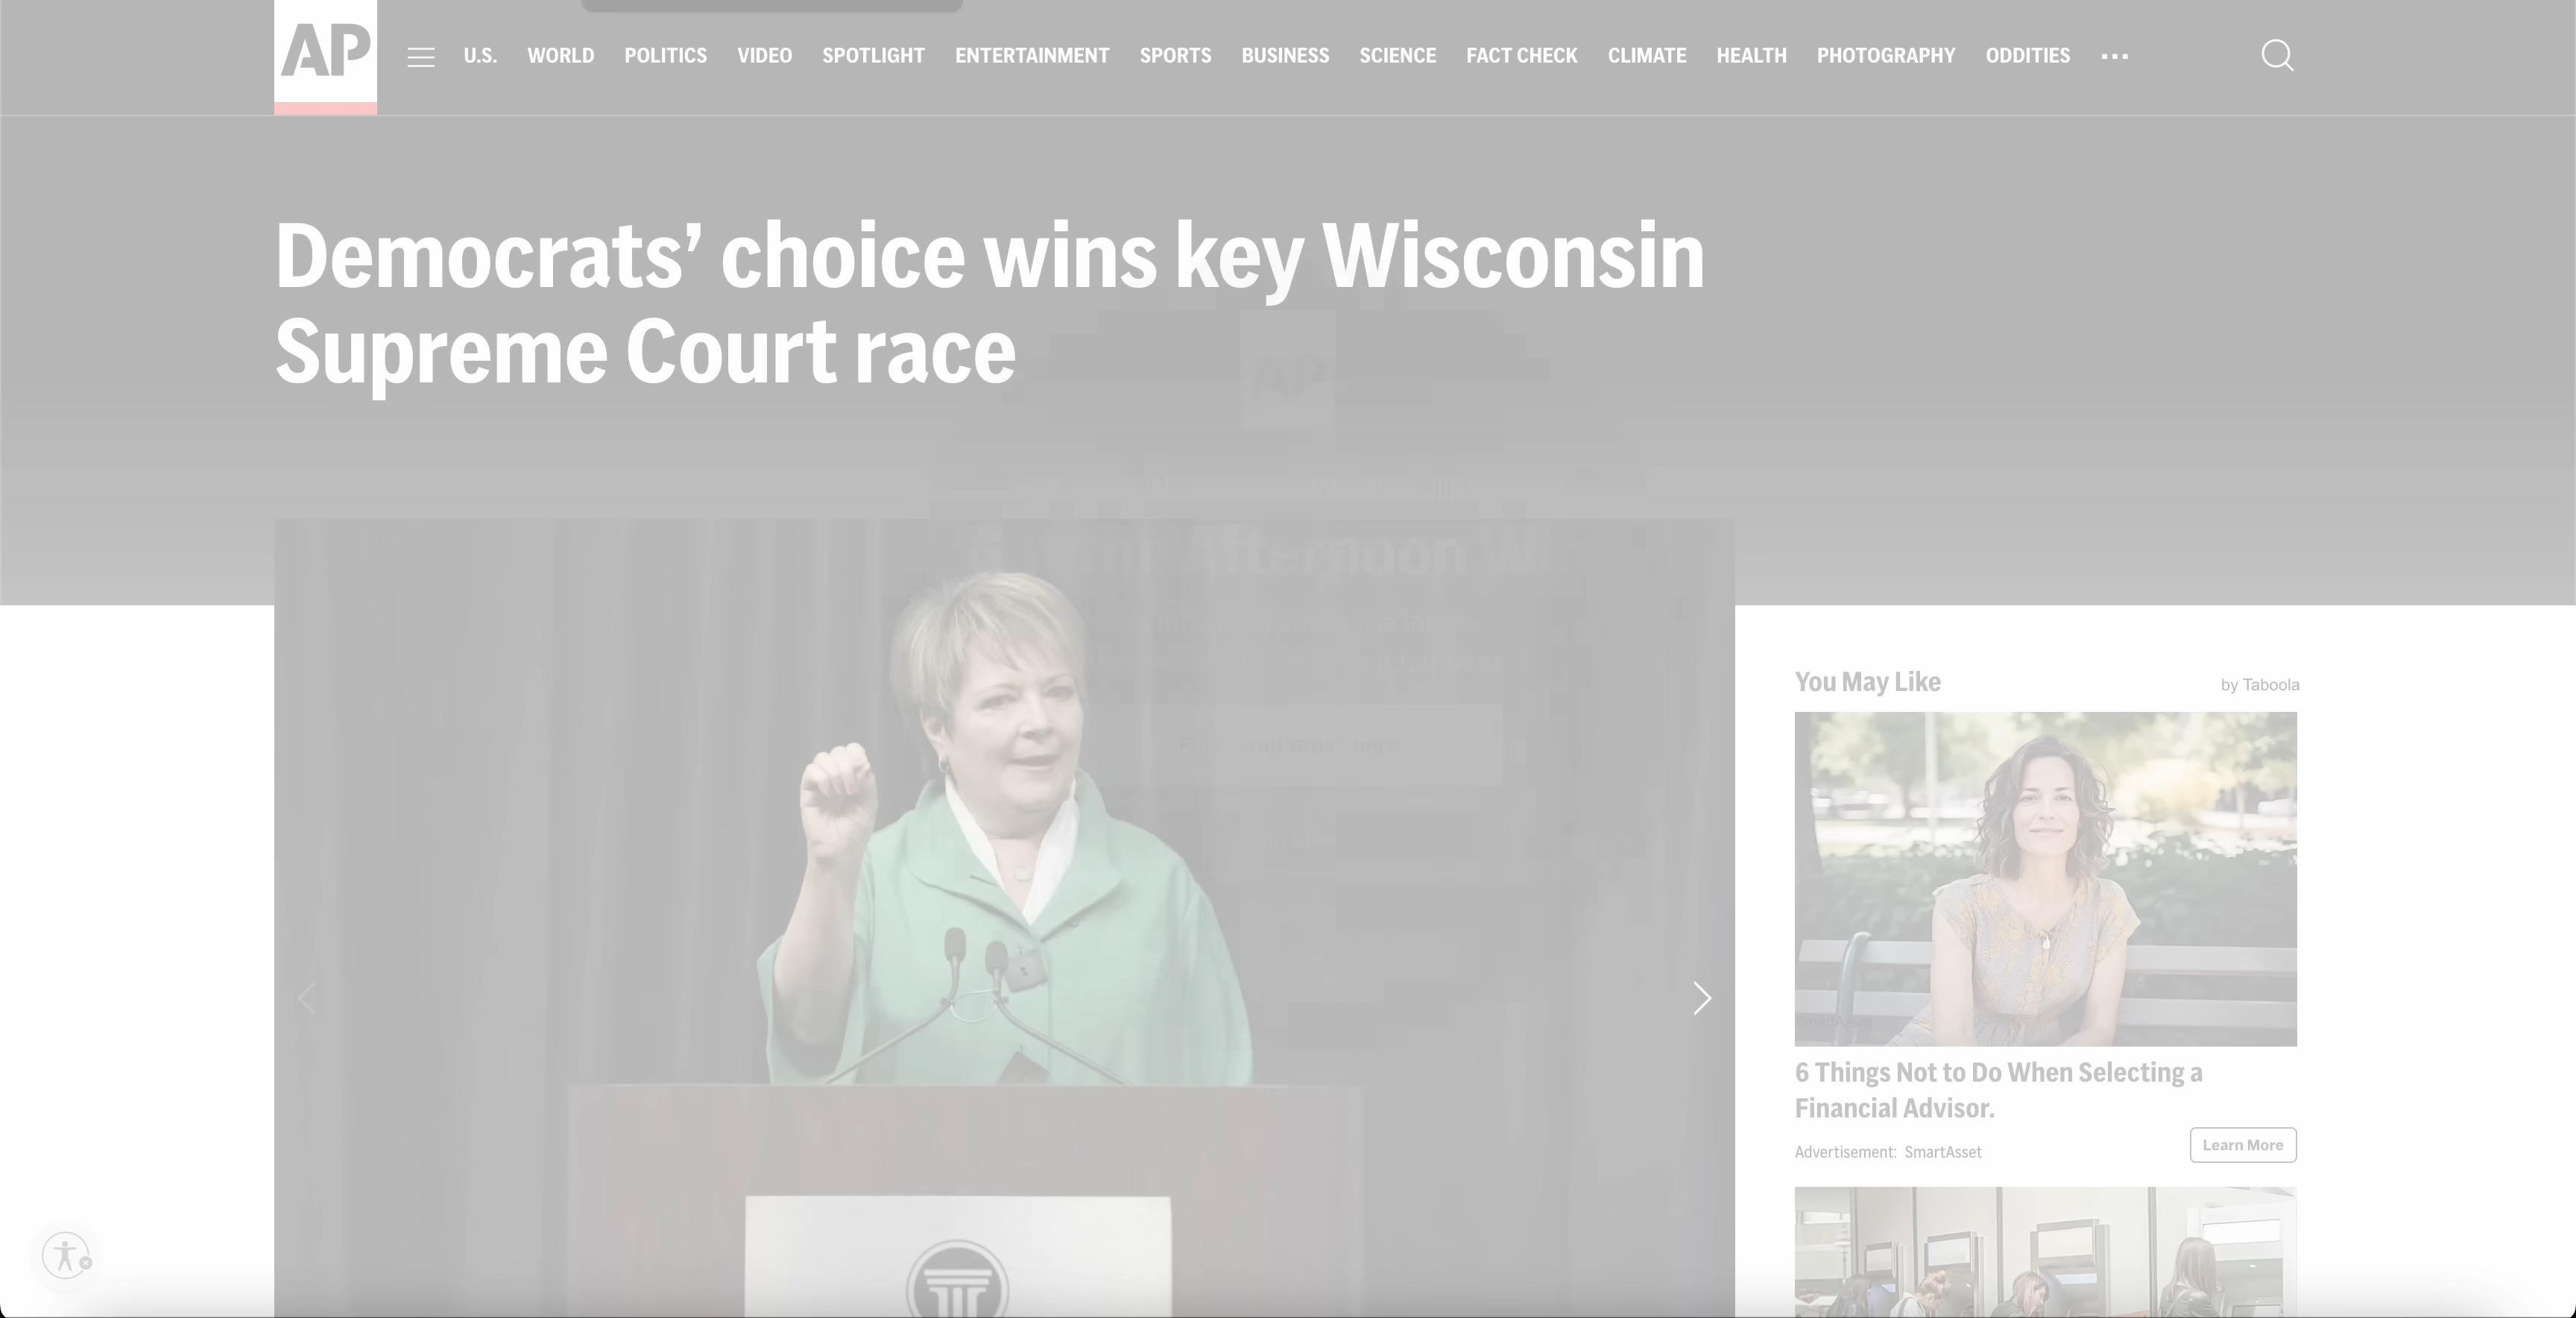 AP
U.S. WORLD POLITICS VIDEO SPOTLIGHT ENTERTAINMENT SPORTS BUSINESS SCIENCE FACT CHECK CLIMATE HEALTH PHOTOGRAPHY ODDITIES
Democrats’ choice wins key Wisconsin
Supreme Court race
AP
Afternoon
You May Like
by Taboola
6 Things Not to Do When Selecting a
Financial Advisor.
Advertisement: SmartAsset
Learn More